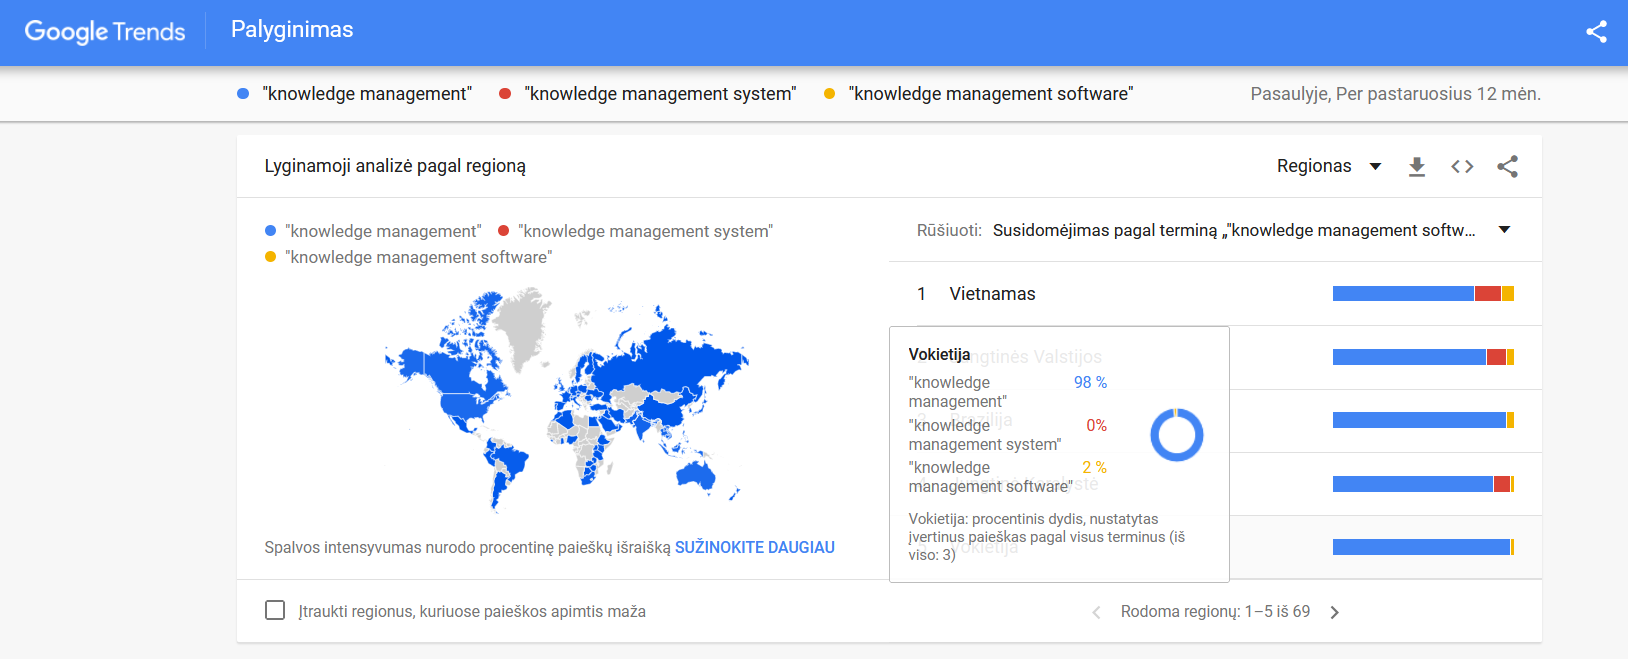 Google Trends Palyginimas
"knowledge management" "knowledge management system" "knowledge management software" Pasaulyje, Per pastaruosius 12 mėn.
Lyginamoji analizė pagal regioną Regionas
"knowledge management" "knowledge management system"
"knowledge management software"
Rūšiuoti: Susidomėjimas pagal terminą „"knowledge management softw...
1 Vietnamas
Vokietija
ngtinės Valstijos
"knowledge 98 %
management"
Brazilija
"knowledge 0%
management system"
"knowledge 2 %
management software"
Vokietija: procentinis dydis, nustatytas
įvertinus paieškas pagal visus terminus (iš
viso: 3)
Vokietija
Spalvos intensyvumas nurodo procentinę paieškų išraišką SUŽINOKITE DAUGIAU
Įtraukti regionus, kuriuose paieškos apimtis maža
Rodoma regionų: 1–5 iš 69